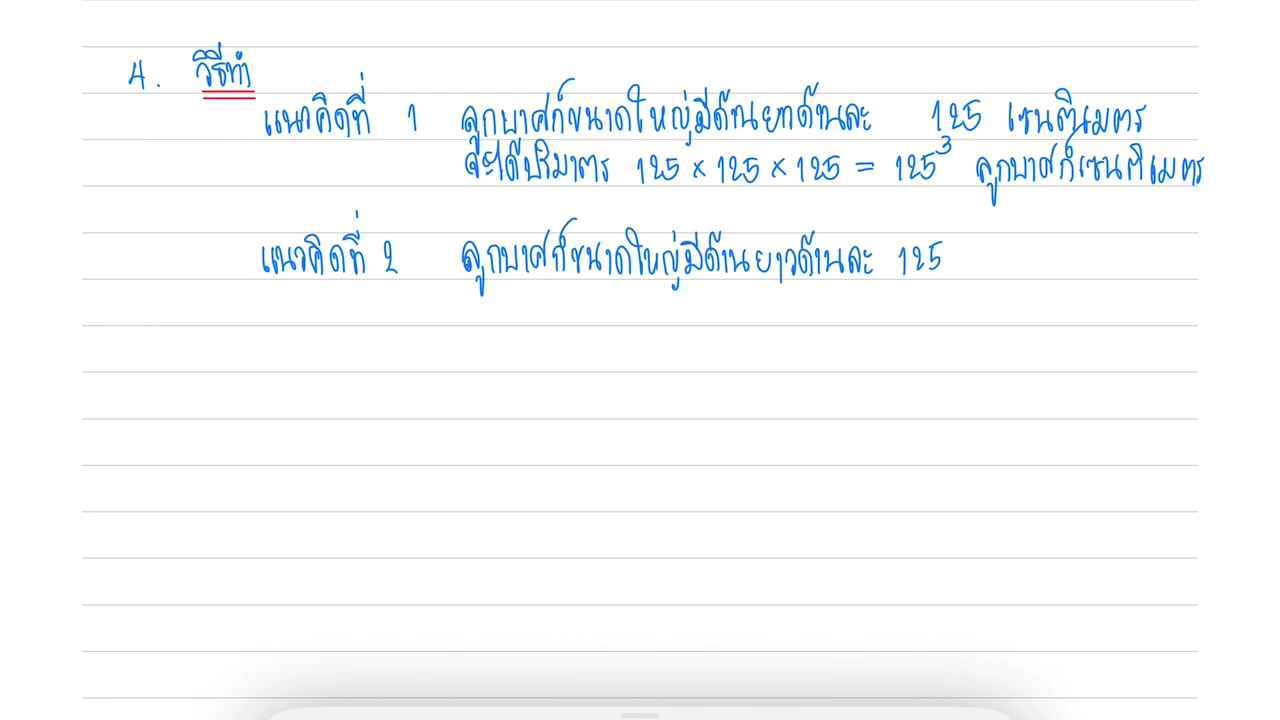 4. วิธีทำ
แนวคิดที่ 1 ลูกบาศก์ขนาดใหญ่มีด้านยาวด้านละ 125 เซนติเมตร
จะได้ปริมาตร 125 × 125 × 125 = 125³ ลูกบาศก์เซนติเมตร
แนวคิดที่ 2 ลูกบาศก์ขนาดใหญ่มีด้านยาวด้านละ 125